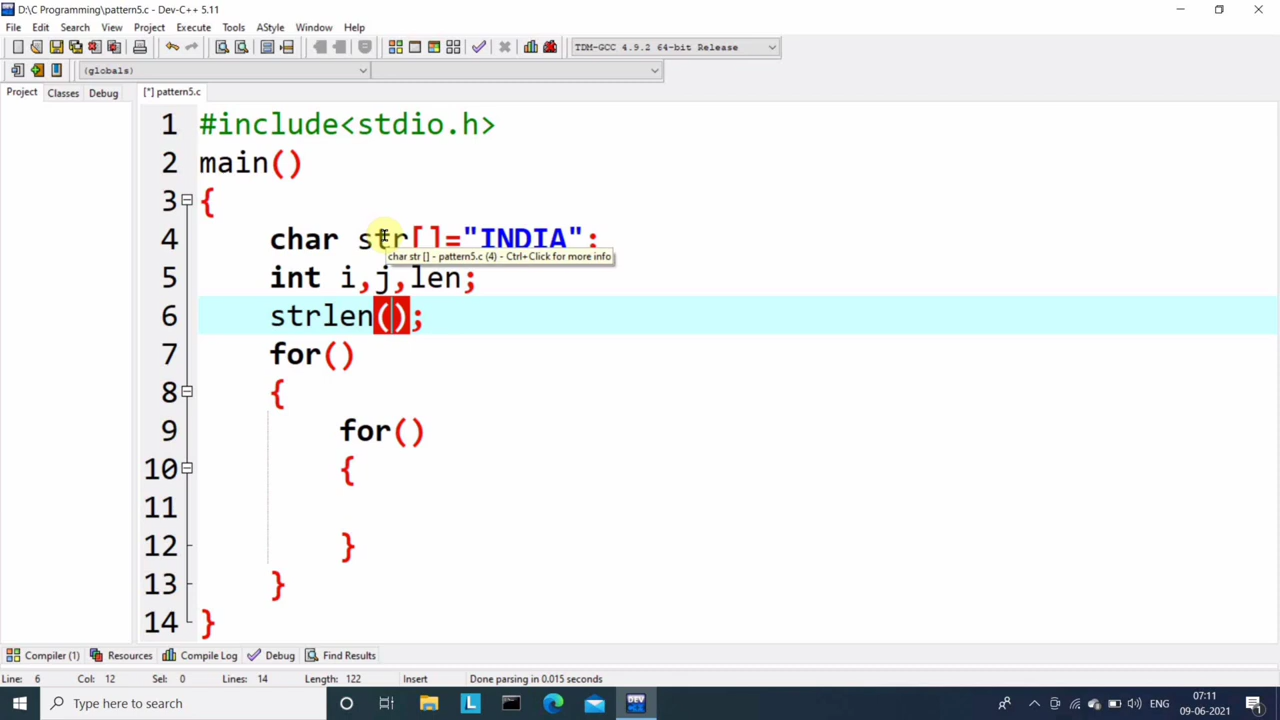 D:\C Programming\pattern5.c - Dev-C++ 5.11
File Edit Search View Project Execute Tools AStyle Window Help
TDM-GCC 4.9.2 64-bit Release
(globals)
Project Classes Debug [*] pattern5.c
1 #include<stdio.h>
2 main()
3 {
4 char str[]="INDIA";
char str [] - pattern5.c (4) - Ctrl+Click for more info
5 int i,j,len;
6 strlen();
7 for()
8 {
9 for()
10 {
11
12 }
13 }
14 }
Compiler (1) Resources Compile Log Debug Find Results
Line: 6 Col: 12 Sel: 0 Lines: 14 Length: 122 Insert Done parsing in 0.015 seconds
Type here to search L DEV ENG 07:11
09-06-2021 1